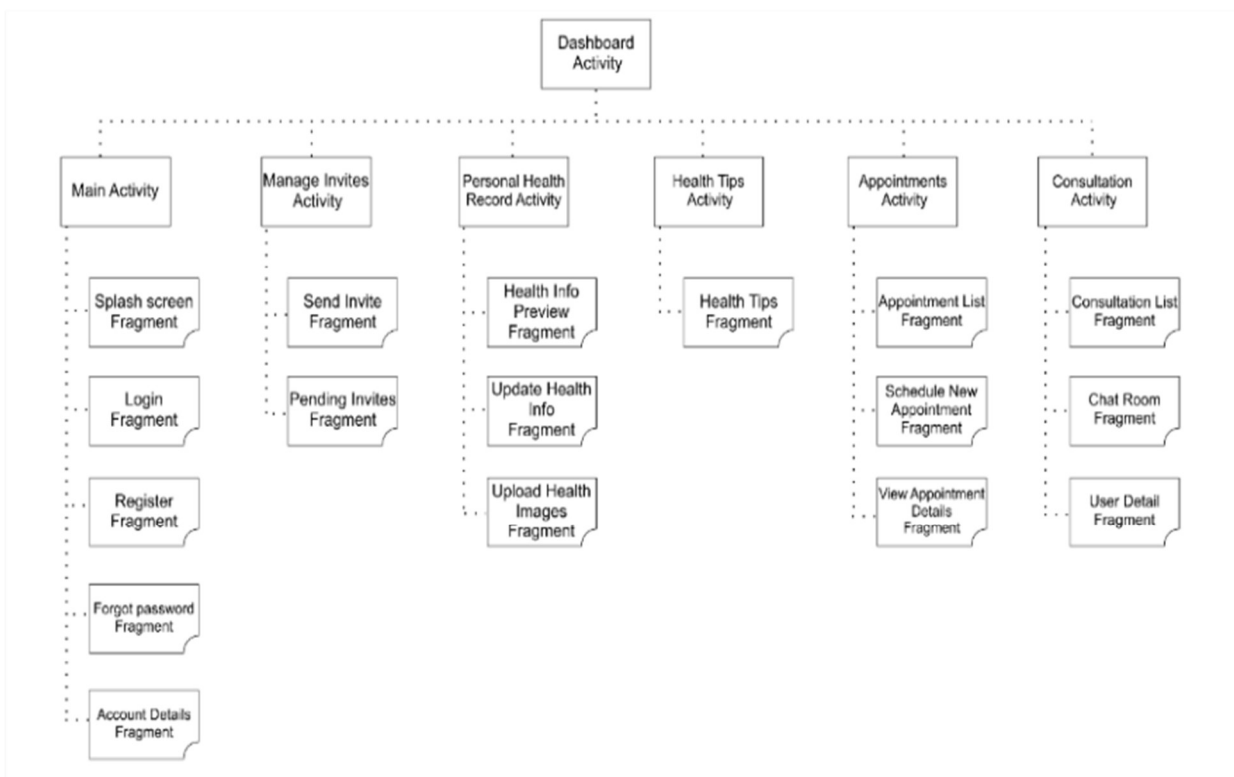 Dashboard
Activity
Main Activity
Manage Invites
Activity
Personal Health
Record Activity
Health Tips
Activity
Appointments
Activity
Consultation
Activity
Splash screen
Fragment
Send Invite
Fragment
Health Info
Preview
Fragment
Health Tips
Fragment
Appointment List
Fragment
Consultation List
Fragment
Login
Fragment
Pending Invites
Fragment
Update Health
Info
Fragment
Schedule New
Appointment
Fragment
Chat Room
Fragment
Register
Fragment
Upload Health
Images
Fragment
View Appointment
Details
Fragment
User Detail
Fragment
Forgot password
Fragment
Account Details
Fragment